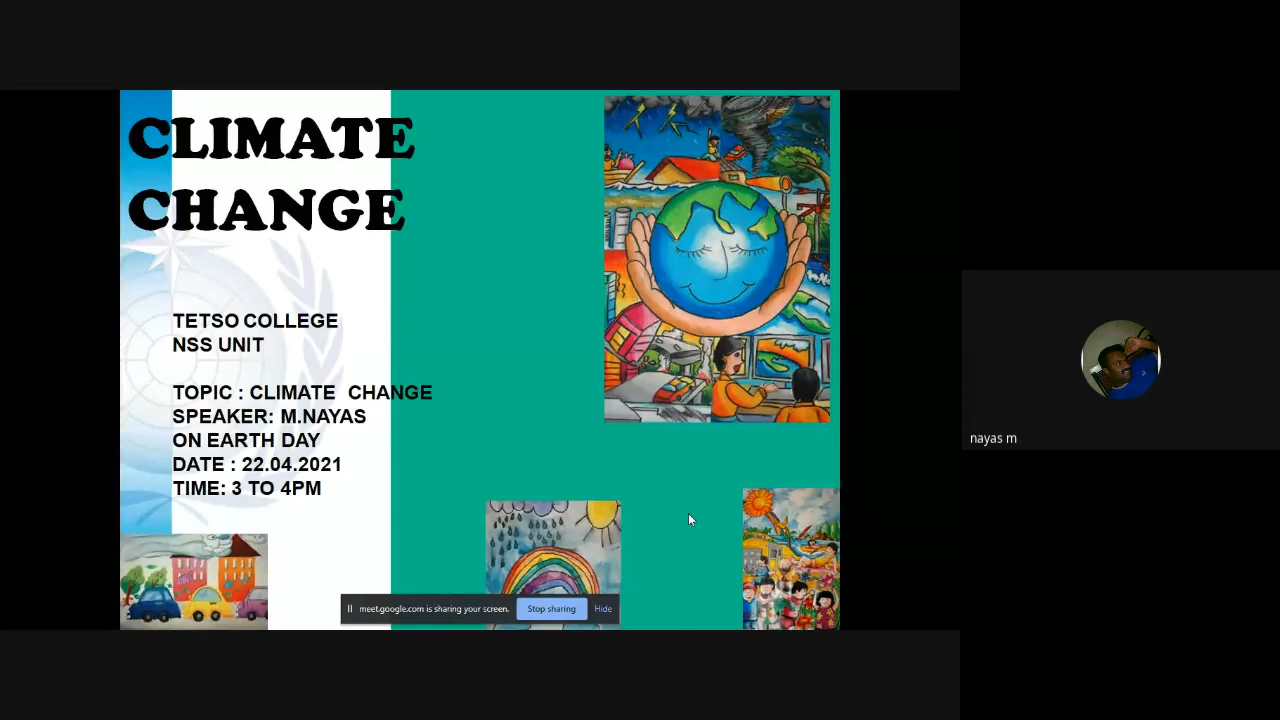 CLIMATE
CHANGE
TETSO COLLEGE
NSS UNIT
TOPIC : CLIMATE CHANGE
SPEAKER: M.NAYAS
ON EARTH DAY
DATE : 22.04.2021
TIME: 3 TO 4PM
meet.google.com is sharing your screen.
Stop sharing
Hide
nayas m